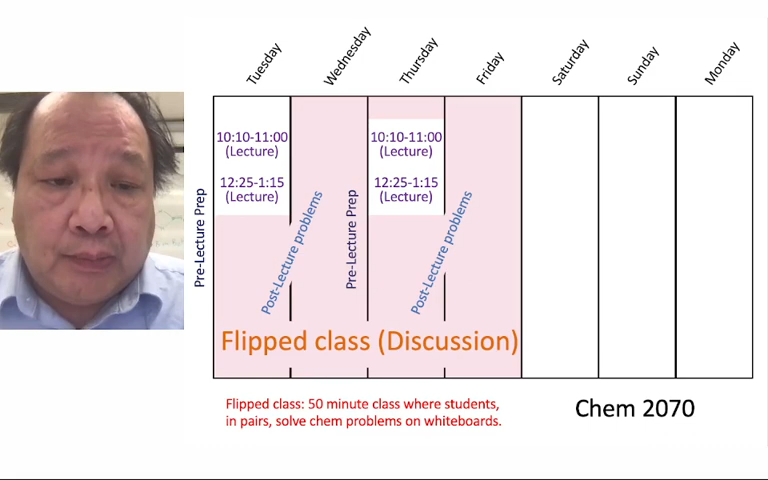 Tuesday
Wednesday
Thursday
Friday
Saturday
Sunday
Monday
10:10-11:00
(Lecture)
12:25-1:15
(Lecture)
10:10-11:00
(Lecture)
12:25-1:15
(Lecture)
Pre-Lecture Prep
Post-Lecture problems
Pre-Lecture Prep
Post-Lecture problems
Flipped class (Discussion)
Flipped class: 50 minute class where students,
in pairs, solve chem problems on whiteboards.
Chem 2070